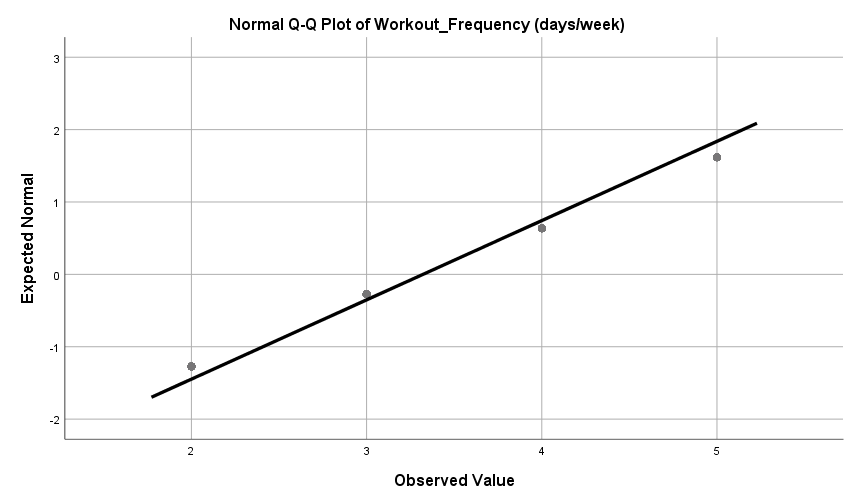 Normal Q-Q Plot of Workout_Frequency (days/week)
3
2
1
0
-1
-2
Expected Normal
2 3 4 5
Observed Value